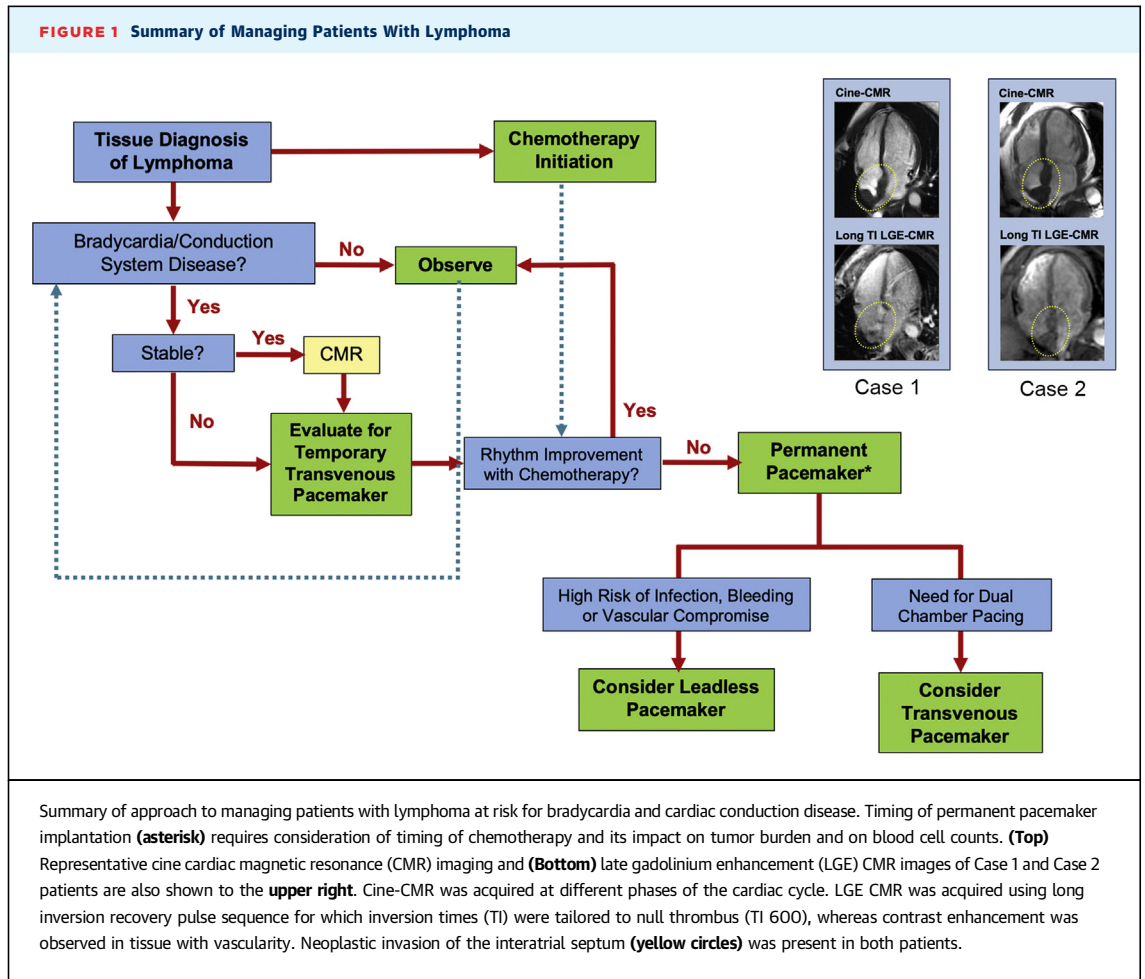 FIGURE 1 Summary of Managing Patients With Lymphoma
Tissue Diagnosis
of Lymphoma
Chemotherapy
Initiation
Bradycardia/Conduction
System Disease?
No
Observe
Yes
Stable?
Yes
CMR
No
Evaluate for
Temporary
Transvenous
Pacemaker
Rhythm Improvement
with Chemotherapy?
Yes
No
Permanent
Pacemaker*
High Risk of Infection, Bleeding
or Vascular Compromise
Need for Dual
Chamber Pacing
Consider Leadless
Pacemaker
Consider
Transvenous
Pacemaker
Cine-CMR
Long TI LGE-CMR
Case 1
Cine-CMR
Long TI LGE-CMR
Case 2
Summary of approach to managing patients with lymphoma at risk for bradycardia and cardiac conduction disease. Timing of permanent pacemaker
implantation (asterisk) requires consideration of timing of chemotherapy and its impact on tumor burden and on blood cell counts. (Top)
Representative cine cardiac magnetic resonance (CMR) imaging and (Bottom) late gadolinium enhancement (LGE) CMR images of Case 1 and Case 2
patients are also shown to the upper right. Cine-CMR was acquired at different phases of the cardiac cycle. LGE CMR was acquired using long
inversion recovery pulse sequence for which inversion times (TI) were tailored to null thrombus (TI 600), whereas contrast enhancement was
observed in tissue with vascularity. Neoplastic invasion of the interatrial septum (yellow circles) was present in both patients.